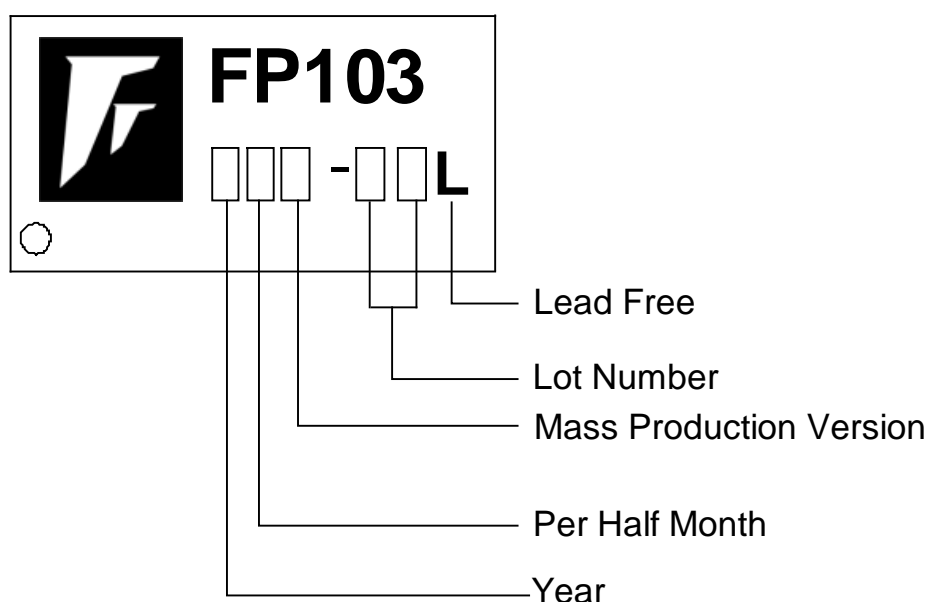 FP103
- L
Lead Free
Lot Number
Mass Production Version
Per Half Month
Year